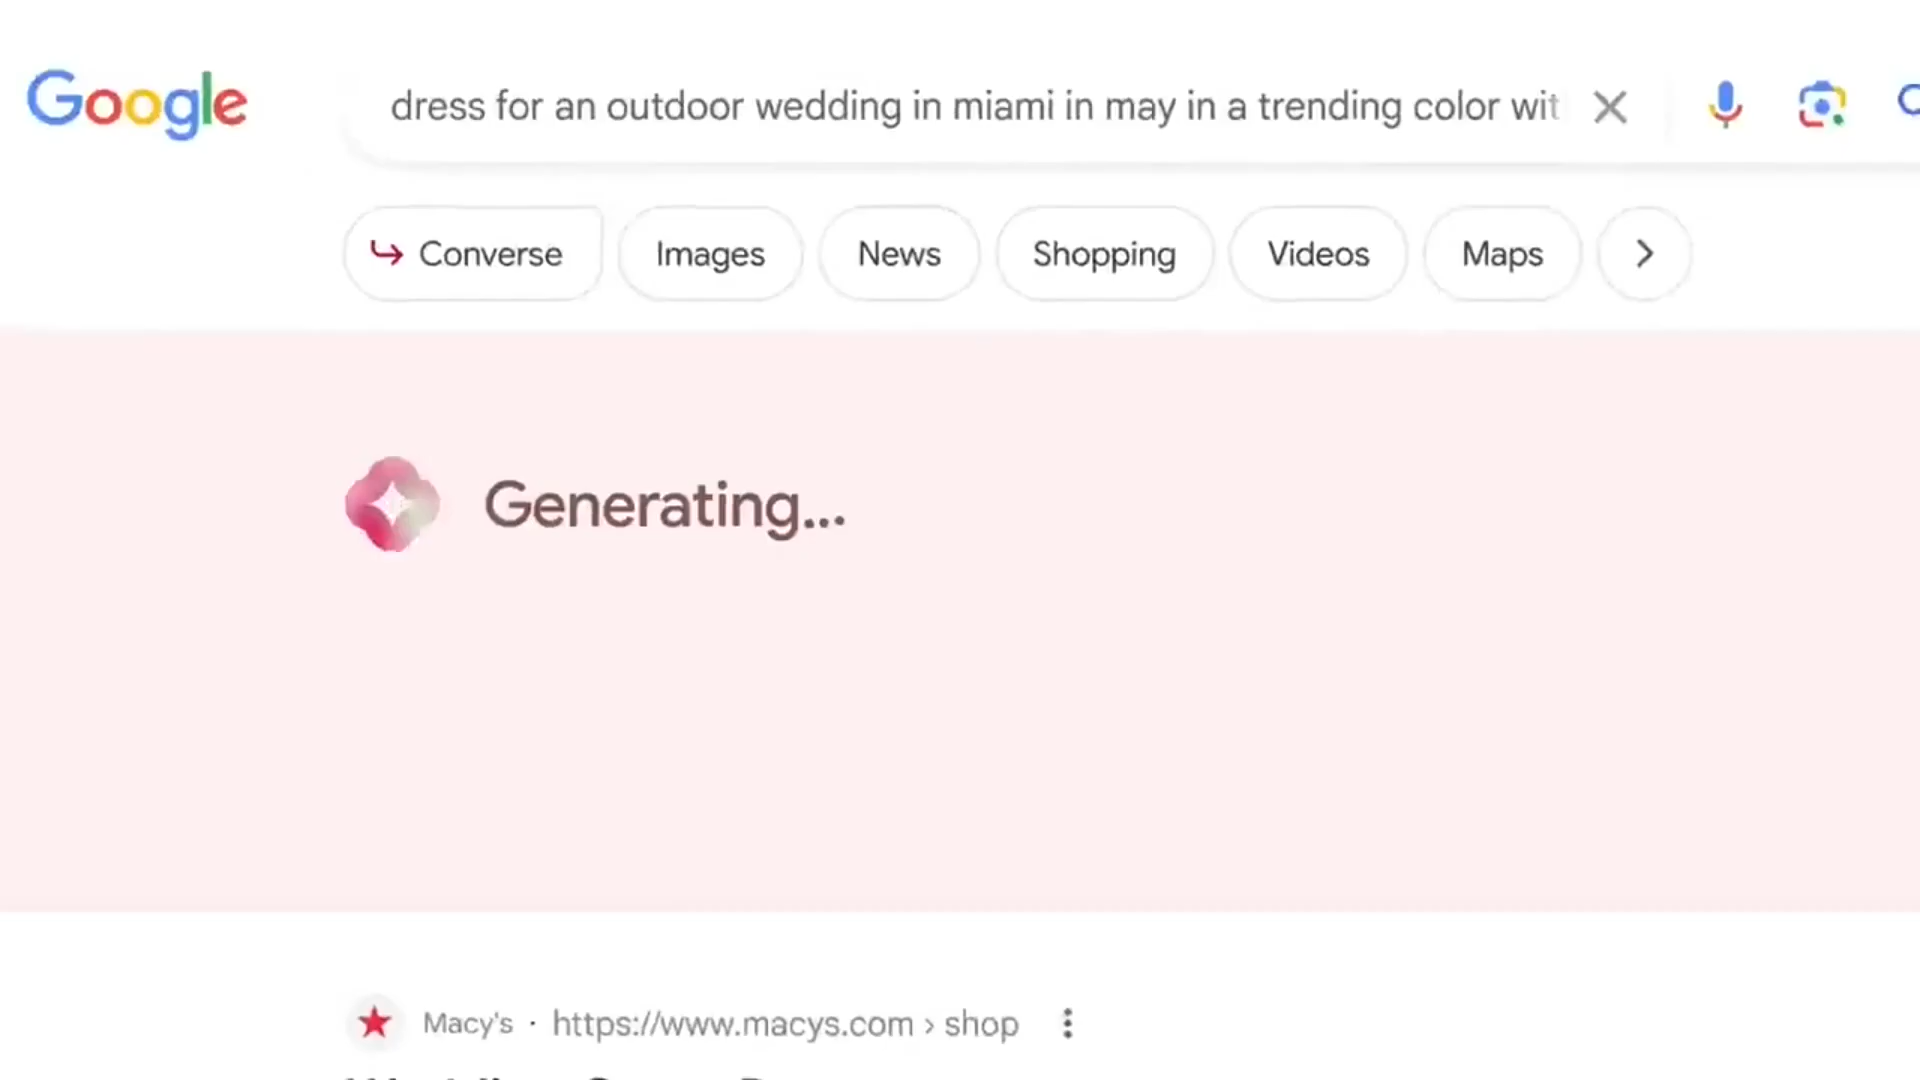 Google
dress for an outdoor wedding in miami in may in a trending color wit
Converse
Images
News
Shopping
Videos
Maps
Generating...
Macy's · https://www.macys.com › shop